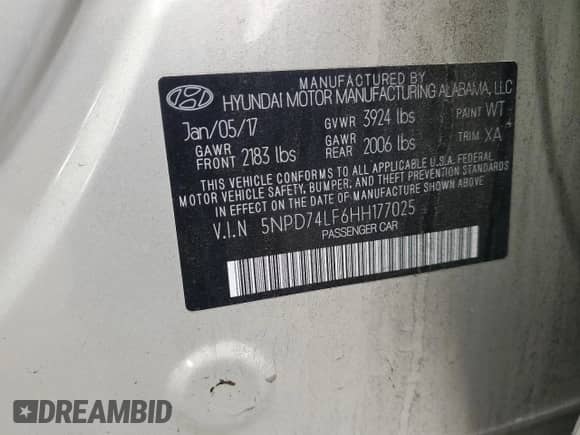 MANUFACTURED BY
HYUNDAI MOTOR MANUFACTURING ALABAMA, LLC
Jan/05/17 GVWR 3924 lbs PAINT WT
GAWR FRONT 2183 lbs GAWR REAR 2006 lbs TRIM XA
THIS VEHICLE CONFORMS TO ALL APPLICABLE U.S.A. FEDERAL
MOTOR VEHICLE SAFETY, BUMPER, AND THEFT PREVENTION STANDARDS
IN EFFECT ON THE DATE OF MANUFACTURE SHOWN ABOVE.
V.I.N 5NPD74LF6HH177025
PASSENGER CAR
DREAMBID